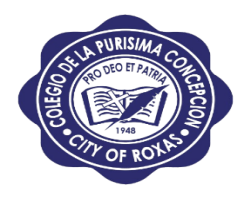 COLEGIO DE LA PURISIMA CONCEPCION
PRO DEO ET PATRIA
1948
CITY OF ROXAS